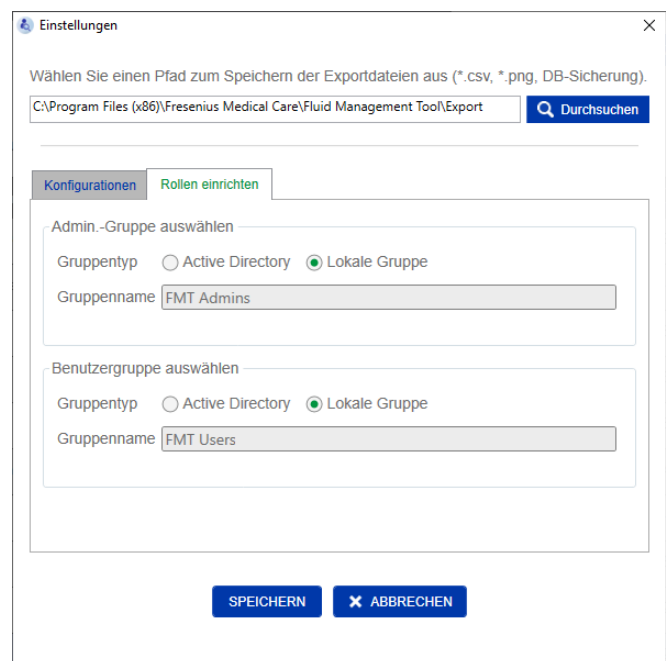 Einstellungen
Wählen Sie einen Pfad zum Speichern der Exportdateien aus (*.csv, *.png, DB-Sicherung).
C:\Program Files (x86)\Fresenius Medical Care\Fluid Management Tool\Export
Durchsuchen
Konfigurationen
Rollen einrichten
Admin.-Gruppe auswählen
Gruppentyp Active Directory Lokale Gruppe
Gruppenname FMT Admins
Benutzergruppe auswählen
Gruppentyp Active Directory Lokale Gruppe
Gruppenname FMT Users
SPEICHERN
ABBRECHEN